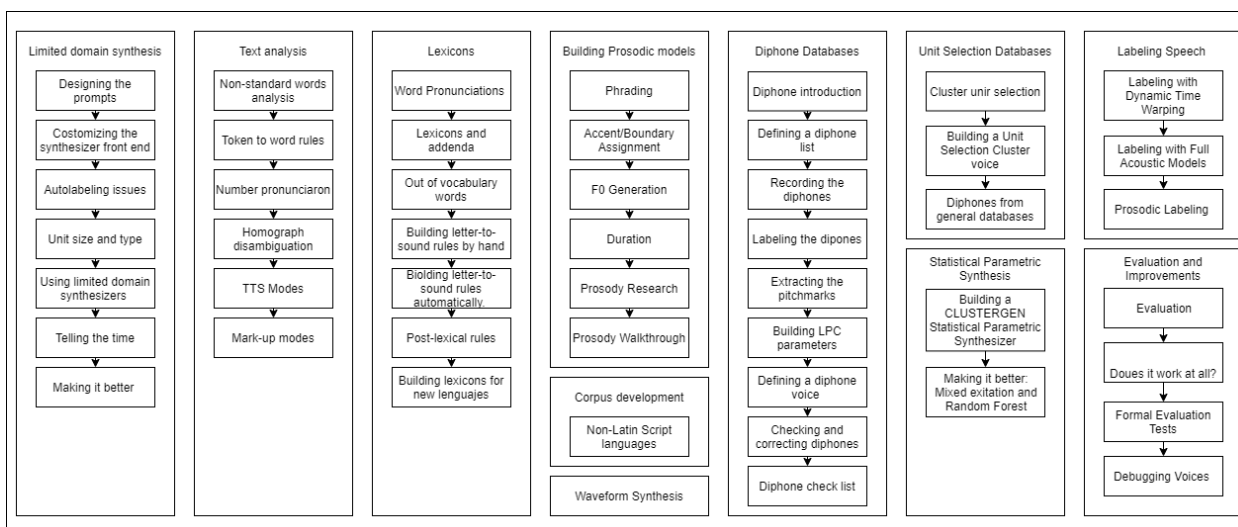 Limited domain synthesis
Designing the
prompts
Costomizing the
synthesizer front end
Autolabeling issues
Unit size and type
Using limited domain
synthesizers
Telling the time
Making it better
Text analysis
Non-standard words
analysis
Token to word rules
Number pronunciaron
Homograph
disambiguation
TTS Modes
Mark-up modes
Lexicons
Word Pronunciations
Lexicons and
addenda
Out of vocabulary
words
Building letter-to-
sound rules by hand
Biolding letter-to-
sound rules
automatically.
Post-lexical rules
Building lexicons for
new lenguajes
Building Prosodic models
Phrading
Accent/Boundary
Assignment
F0 Generation
Duration
Prosody Research
Prosody Walkthrough
Corpus development
Non-Latin Script
languages
Waveform Synthesis
Diphone Databases
Diphone introduction
Defining a diphone
list
Recording the
diphones
Labeling the dipones
Extracting the
pitchmarks
Building LPC
parameters
Defining a diphone
voice
Checking and
correcting diphones
Diphone check list
Unit Selection Databases
Cluster unir selection
Building a Unit
Selection Cluster
voice
Diphones from
general databases
Statistical Parametric
Synthesis
Building a
CLUSTERGEN
Statistical Parametric
Synthesizer
Making it better:
Mixed exitation and
Random Forest
Labeling Speech
Labeling with
Dynamic Time
Warping
Labeling with Full
Acoustic Models
Prosodic Labeling
Evaluation and
Improvements
Evaluation
Doues it work at all?
Formal Evaluation
Tests
Debugging Voices